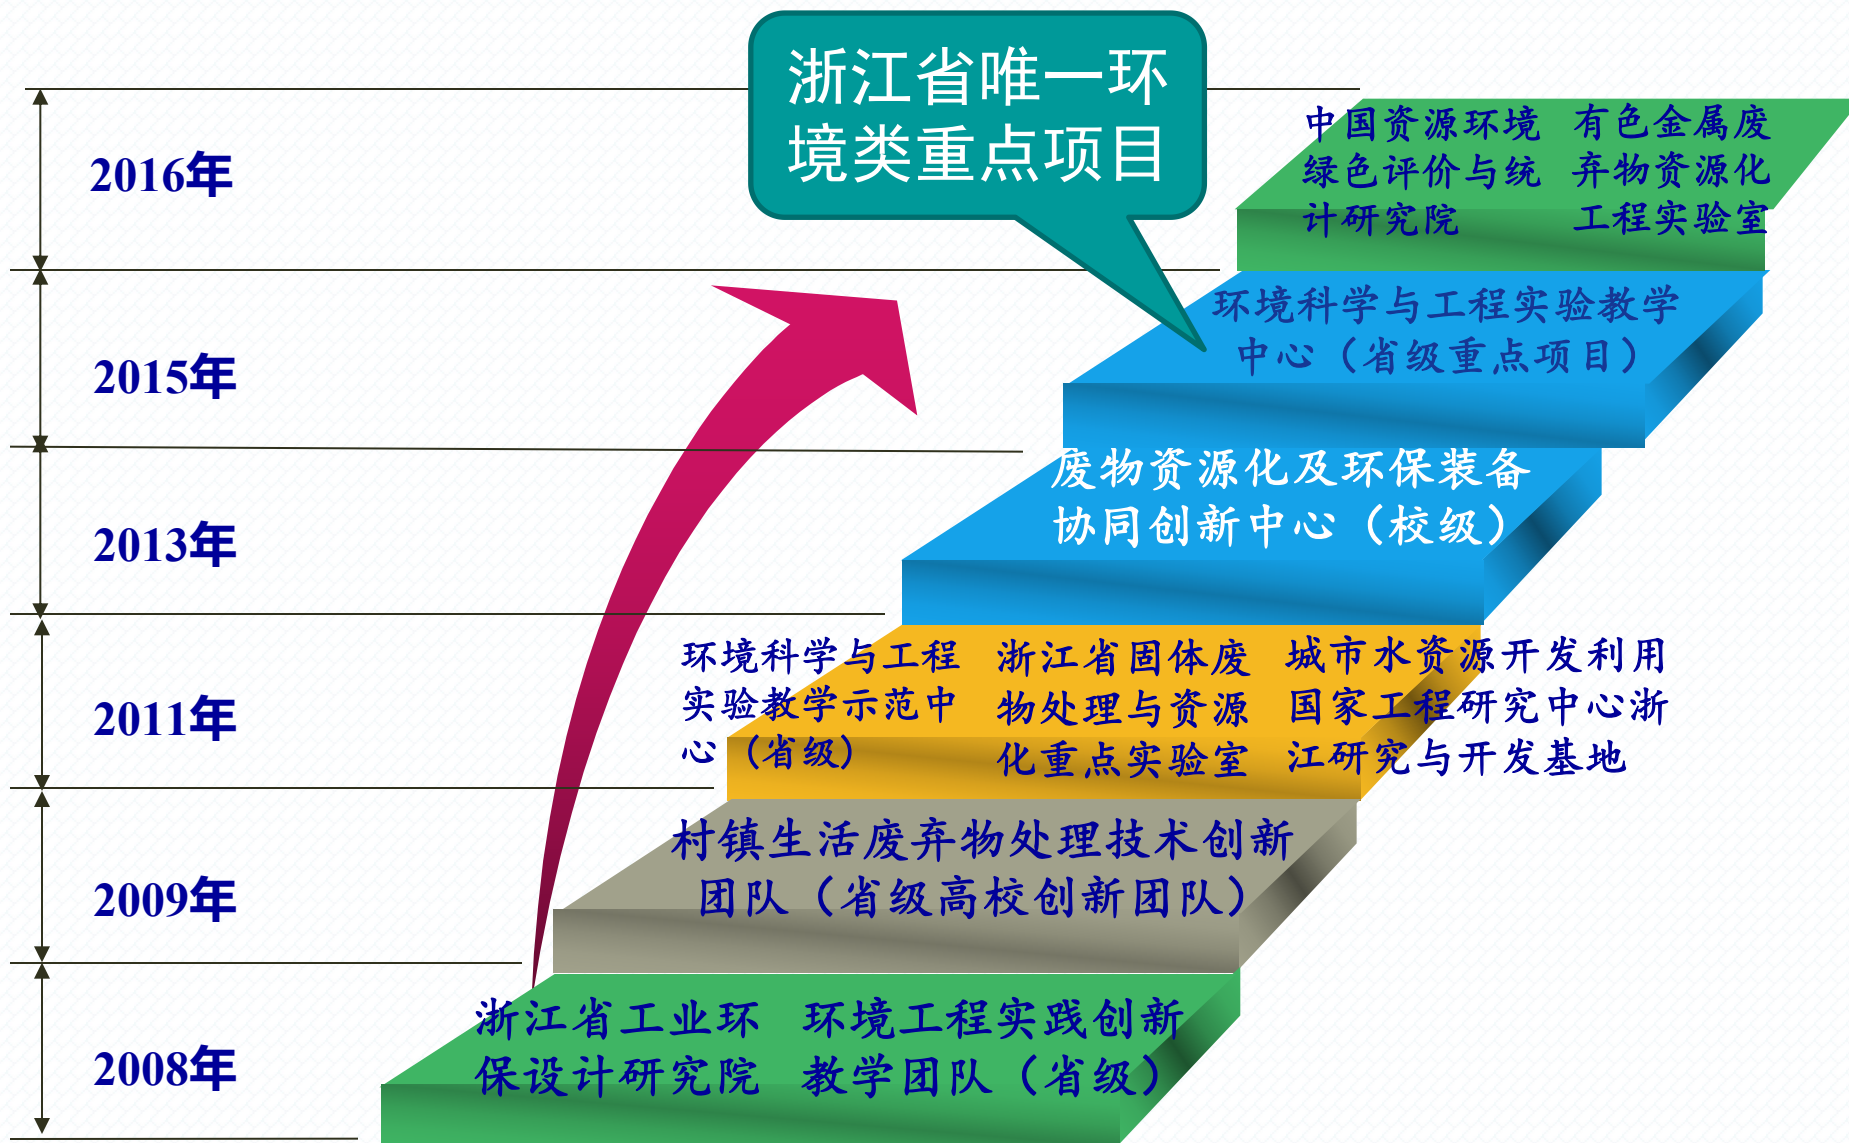 浙江省唯一环
境类重点项目
2016年
中国资源环境
绿色评价与统
计研究院
有色金属废
弃物资源化
工程实验室
2015年
环境科学与工程实验教学
中心（省级重点项目）
2013年
废物资源化及环保装备
协同创新中心（校级）
2011年
环境科学与工程
实验教学示范中
心（省级）
浙江省固体废
物处理与资源
化重点实验室
城市水资源开发利用
国家工程研究中心浙
江研究与开发基地
2009年
村镇生活废弃物处理技术创新
团队（省级高校创新团队）
2008年
浙江省工业环
保设计研究院
环境工程实践创新
教学团队（省级）